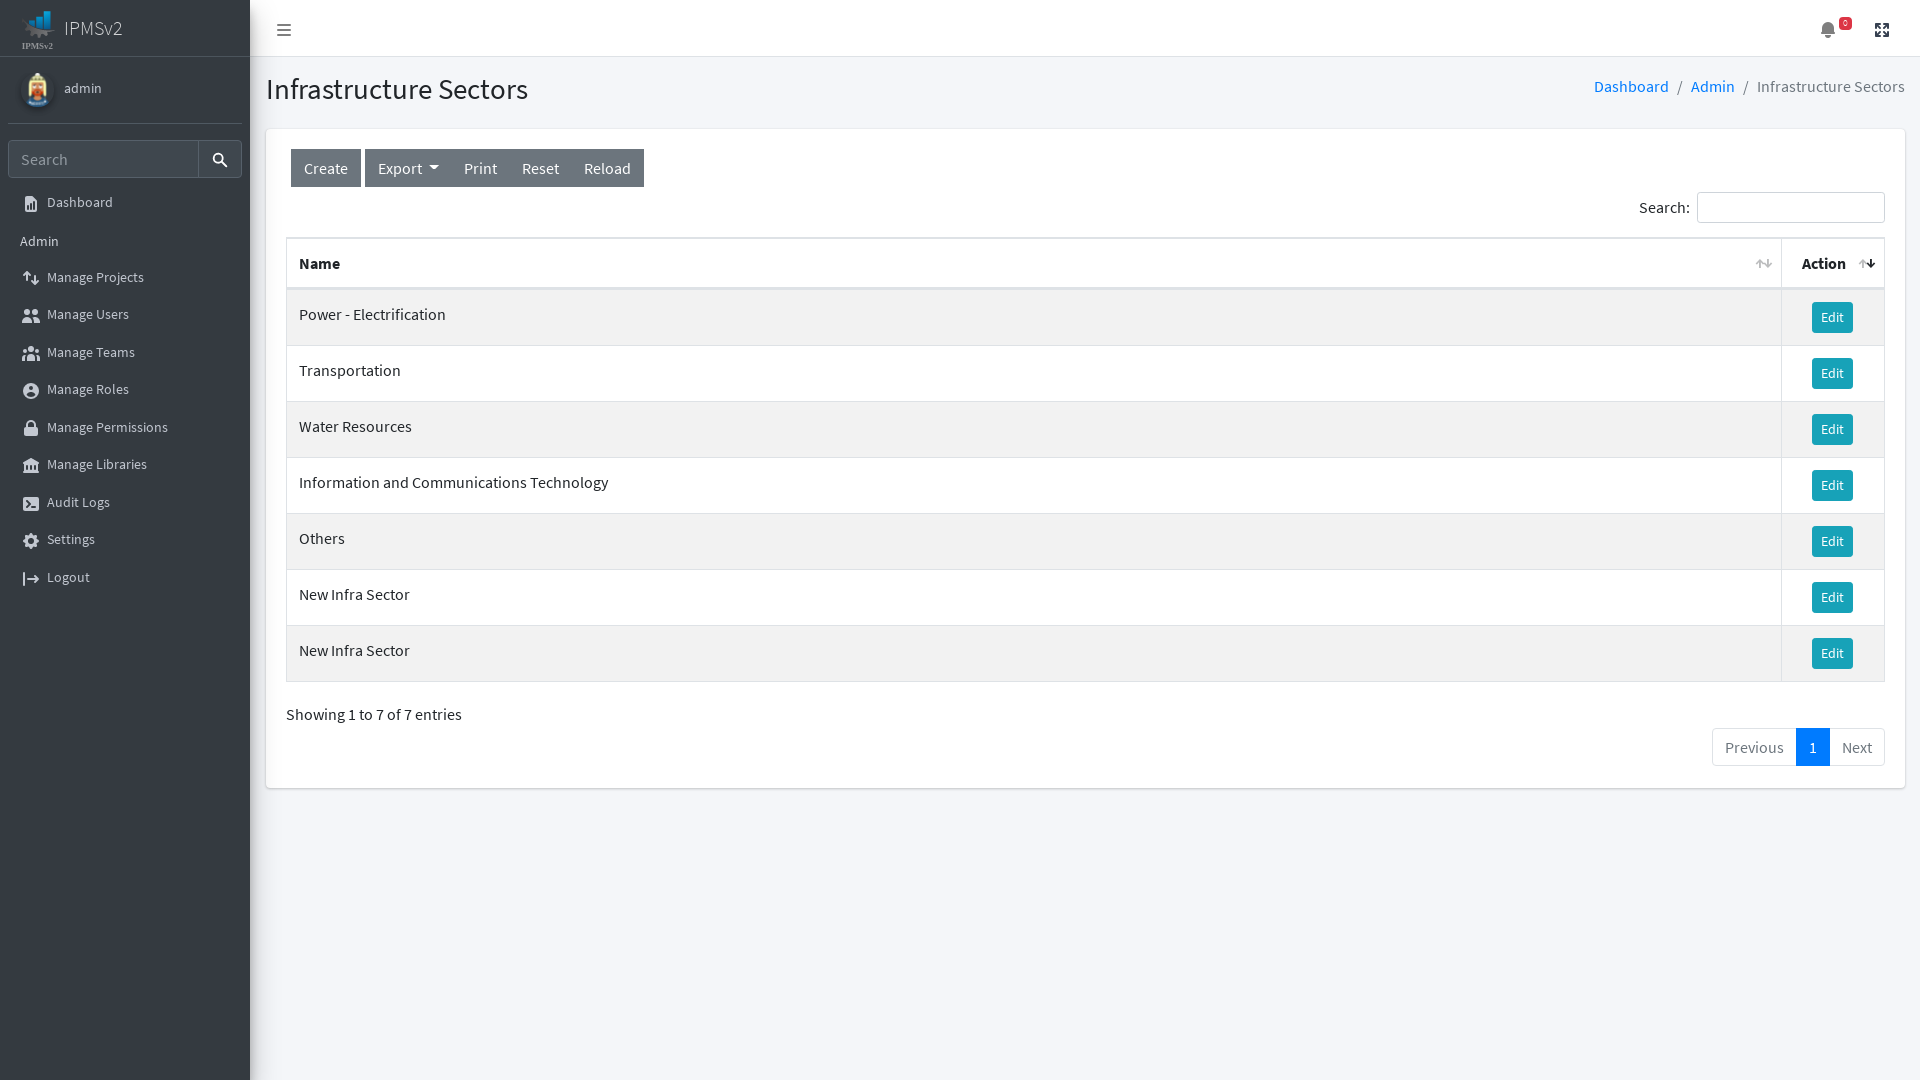 IPMSv2
IPMSv2
admin
Search
Dashboard
Admin
Manage Projects
Manage Users
Manage Teams
Manage Roles
Manage Permissions
Manage Libraries
Audit Logs
Settings
Logout
0
Infrastructure Sectors
Dashboard / Admin / Infrastructure Sectors
Create Export Print Reset Reload
Search:
Name Action
Power - Electrification Edit
Transportation Edit
Water Resources Edit
Information and Communications Technology Edit
Others Edit
New Infra Sector Edit
New Infra Sector Edit
Showing 1 to 7 of 7 entries
Previous 1 Next